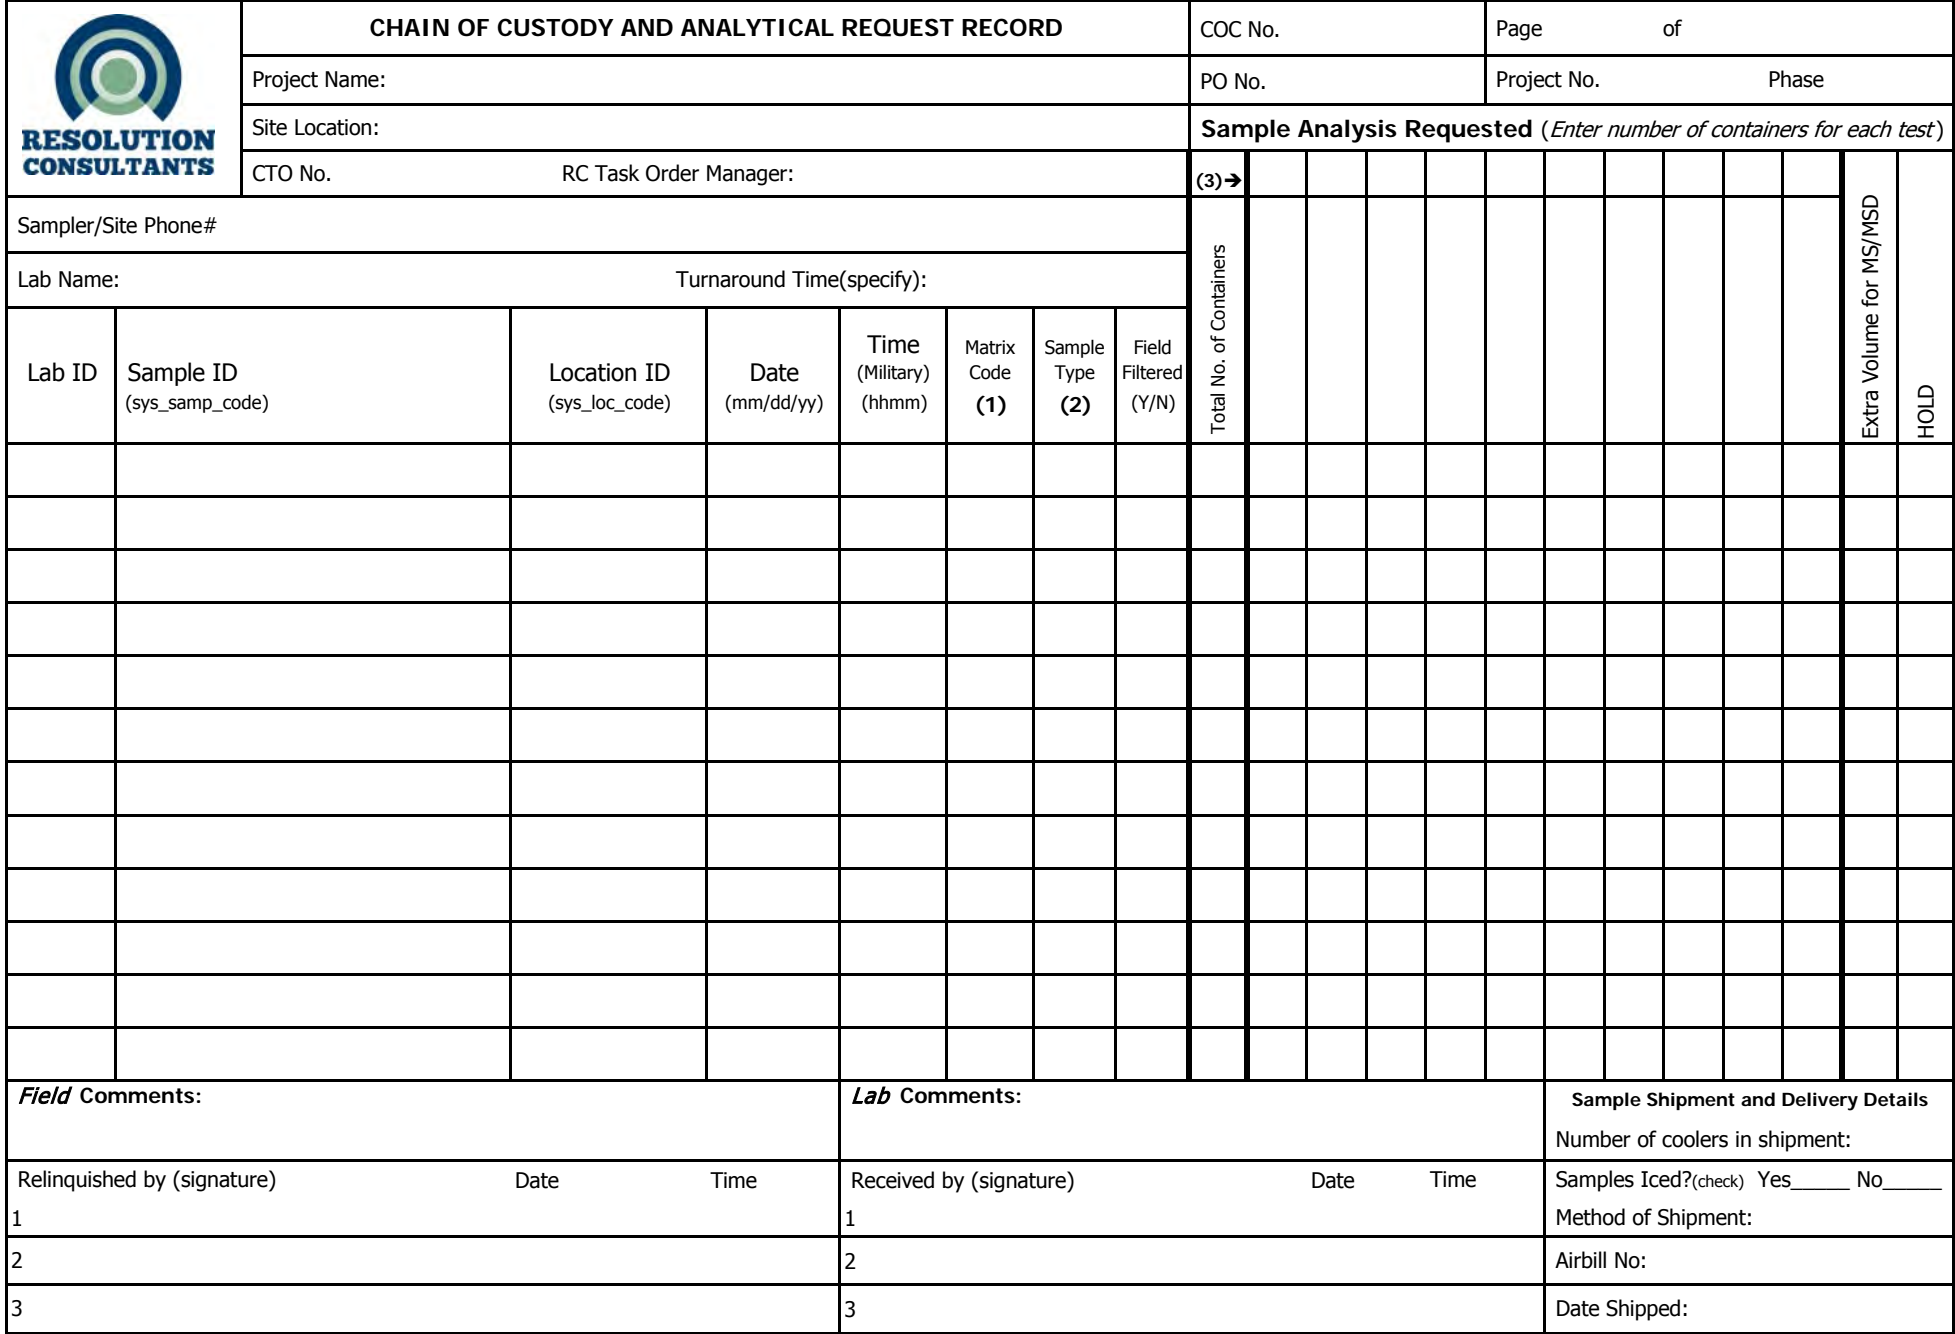 RESOLUTION
CONSULTANTS
CHAIN OF CUSTODY AND ANALYTICAL REQUEST RECORD
COC No.
Page of
Project Name:
PO No.
Project No. Phase
Site Location:
Sample Analysis Requested (Enter number of containers for each test)
CTO No. RC Task Order Manager:
(3)➔
Sampler/Site Phone#
Lab Name: Turnaround Time(specify):
Lab ID
Sample ID
(sys_samp_code)
Location ID
(sys_loc_code)
Date
(mm/dd/yy)
Time
(Military)
(hhmm)
Matrix
Code
(1)
Sample
Type
(2)
Field
Filtered
(Y/N)
Total No. of Containers
Extra Volume for MS/MSD
HOLD
Field Comments:
Lab Comments:
Sample Shipment and Delivery Details
Number of coolers in shipment:
Relinquished by (signature) Date Time
1
2
3
Received by (signature) Date Time
1
2
3
Samples Iced?(check) Yes_____ No_____
Method of Shipment:
Airbill No:
Date Shipped: